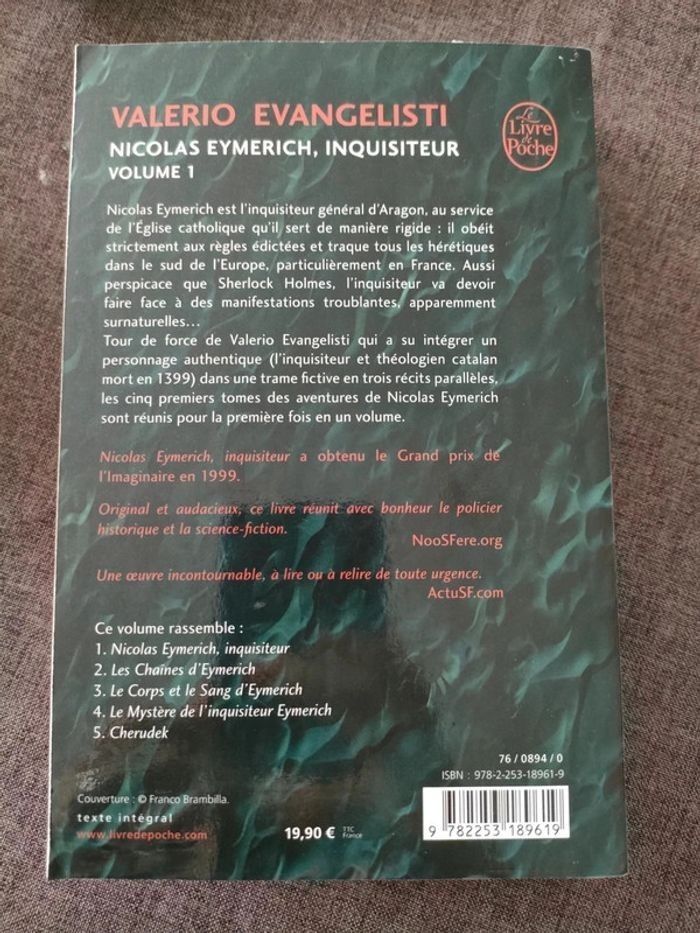 VALERIO EVANGELISTI
Le
Livre
de
Poche
NICOLAS EYMERICH, INQUISITEUR
VOLUME 1
Nicolas Eymerich est l'inquisiteur général d'Aragon, au service
de l'Église catholique qu'il sert de manière rigide : il obéit
strictement aux règles édictées et traque tous les hérétiques
dans le sud de l'Europe, particulièrement en France. Aussi
perspicace que Sherlock Holmes, l'inquisiteur va devoir
faire face à des manifestations troublantes, apparemment
surnaturelles…
Tour de force de Valerio Evangelisti qui a su intégrer un
personnage authentique (l'inquisiteur et théologien catalan
mort en 1399) dans une trame fictive en trois récits parallèles,
les cinq premiers tomes des aventures de Nicolas Eymerich
sont réunis pour la première fois en un volume.
Nicolas Eymerich, inquisiteur a obtenu le Grand prix de
l'Imaginaire en 1999.
Original et audacieux, ce livre réunit avec bonheur le policier
historique et la science-fiction.
NooSFere.org
Une œuvre incontournable, à lire ou à relire de toute urgence.
ActuSF.com
Ce volume rassemble :
1. Nicolas Eymerich, inquisiteur
2. Les Chaînes d'Eymerich
3. Le Corps et le Sang d'Eymerich
4. Le Mystère de l'inquisiteur Eymerich
5. Cherudek
76 / 0894 / 0
ISBN : 978-2-253-18961-9
Couverture : © Franco Brambilla.
texte intégral
www.livredepoche.com
19,90 € TTC
France
9 782253 189619